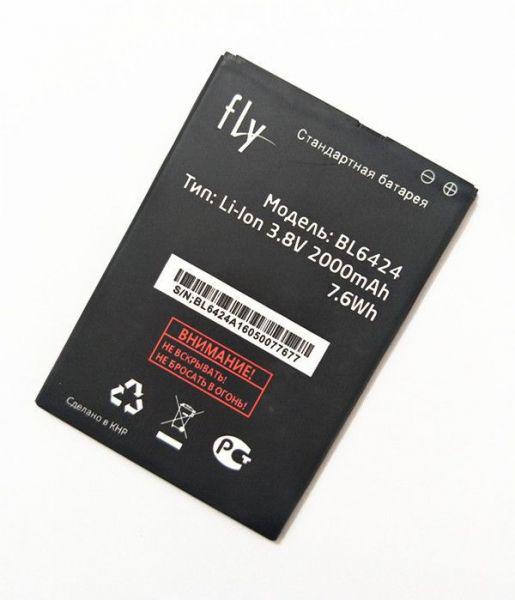 fly
Стандартная батарея
Модель: BL6424
Тип: Li-Ion 3.8V 2000mAh
7.6Wh
S/N;BL6424A16050077677
ВНИМАНИЕ!
НЕ ВСКРЫВАТЬ!
НЕ БРОСАТЬ В ОГОНЬ!
Сделано в КНР
РСТ